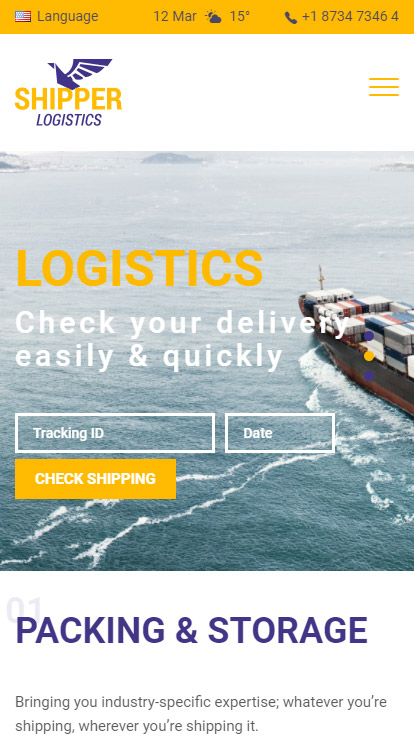 Language 12 Mar 15° +1 8734 7346 4
SHIPPER
LOGISTICS
LOGISTICS
Check your delivery
easily & quickly
Tracking ID Date
CHECK SHIPPING
01
PACKING & STORAGE
Bringing you industry-specific expertise; whatever you’re
shipping, wherever you’re shipping it.